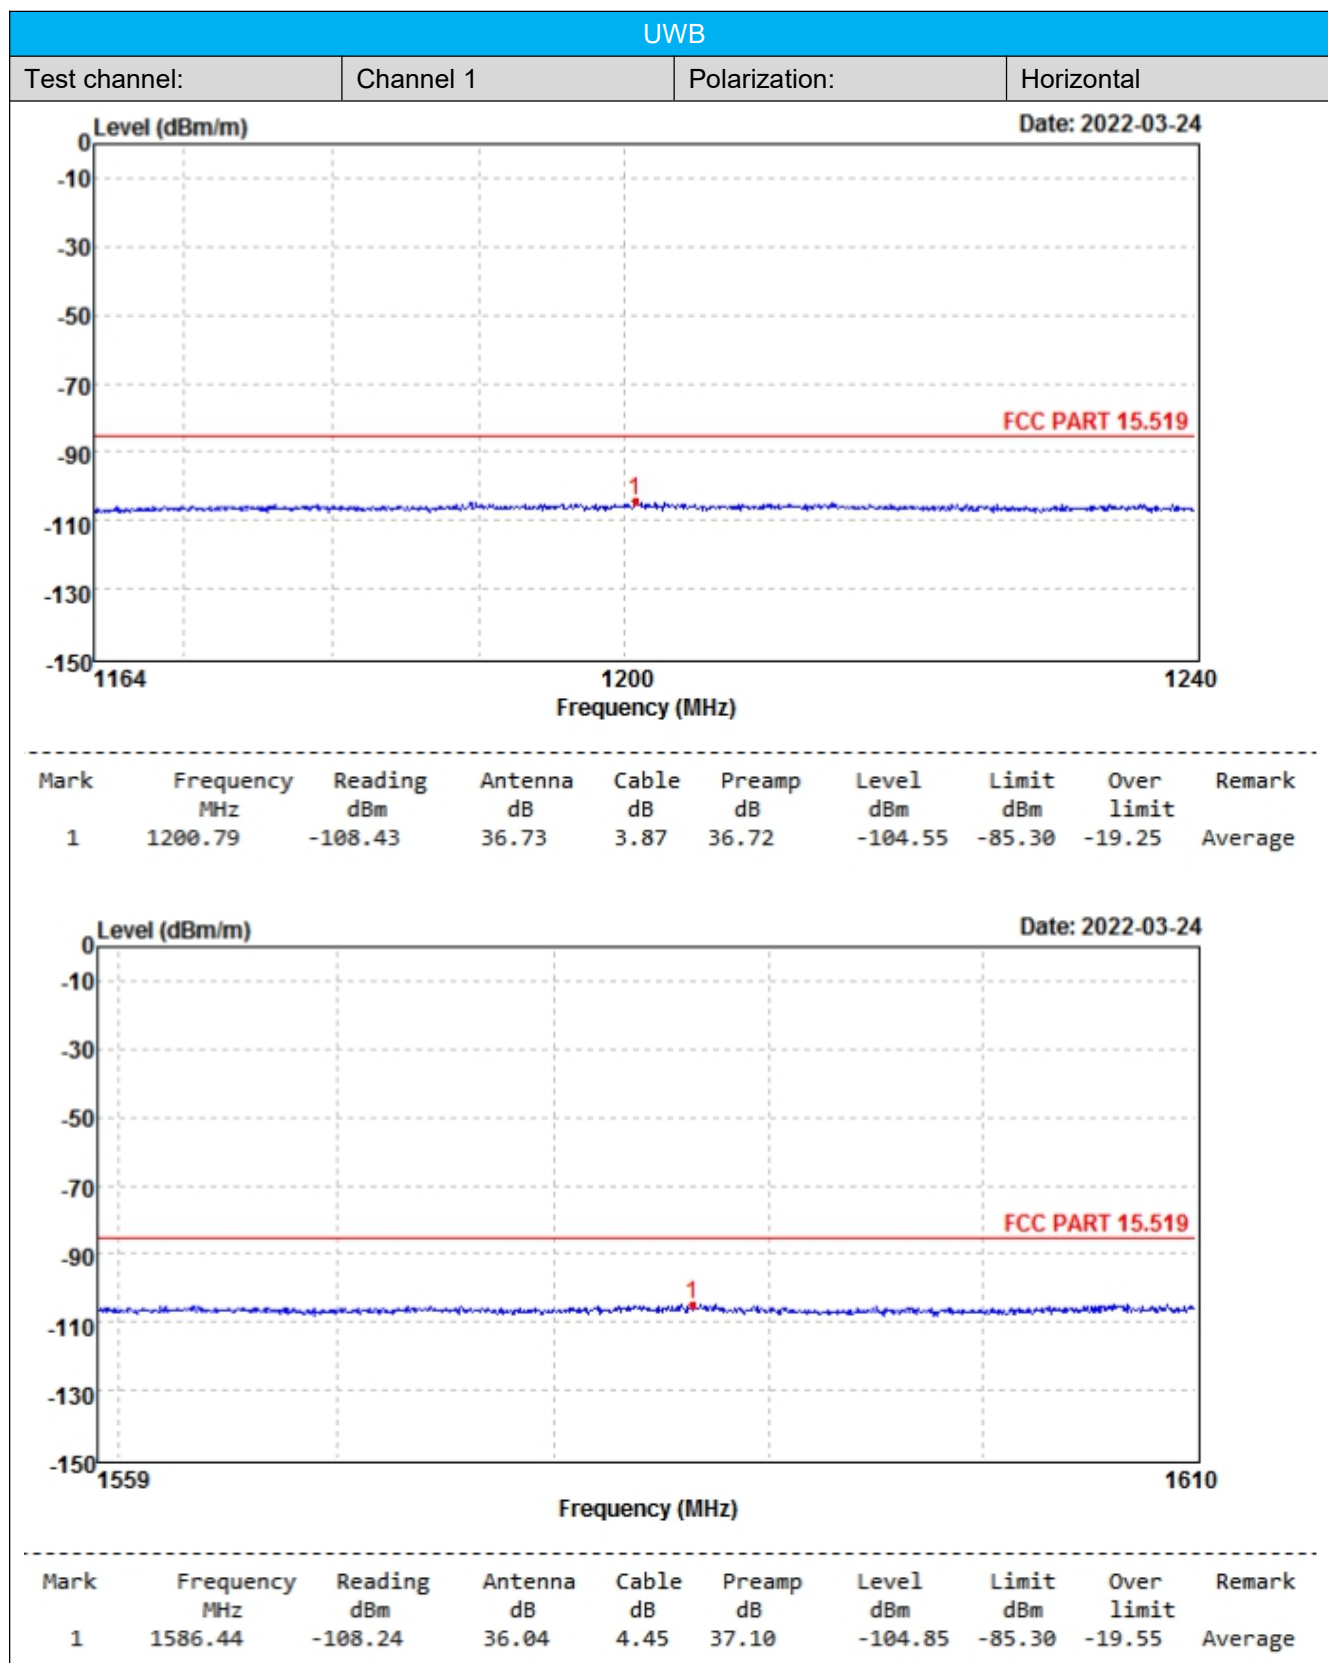 UWB
Test channel: Channel 1 Polarization: Horizontal
Level (dBm/m) Date: 2022-03-24
0
-10
-30
-50
-70
FCC PART 15.519
-90
1
-110
-130
-150
1164 1200 1240
Frequency (MHz)
Mark Frequency Reading Antenna Cable Preamp Level Limit Over Remark
MHz dBm dB dB dB dBm dBm limit
1 1200.79 -108.43 36.73 3.87 36.72 -104.55 -85.30 -19.25 Average
Level (dBm/m) Date: 2022-03-24
0
-10
-30
-50
-70
FCC PART 15.519
-90
1
-110
-130
-150
1559 1610
Frequency (MHz)
Mark Frequency Reading Antenna Cable Preamp Level Limit Over Remark
MHz dBm dB dB dB dBm dBm limit
1 1586.44 -108.24 36.04 4.45 37.10 -104.85 -85.30 -19.55 Average